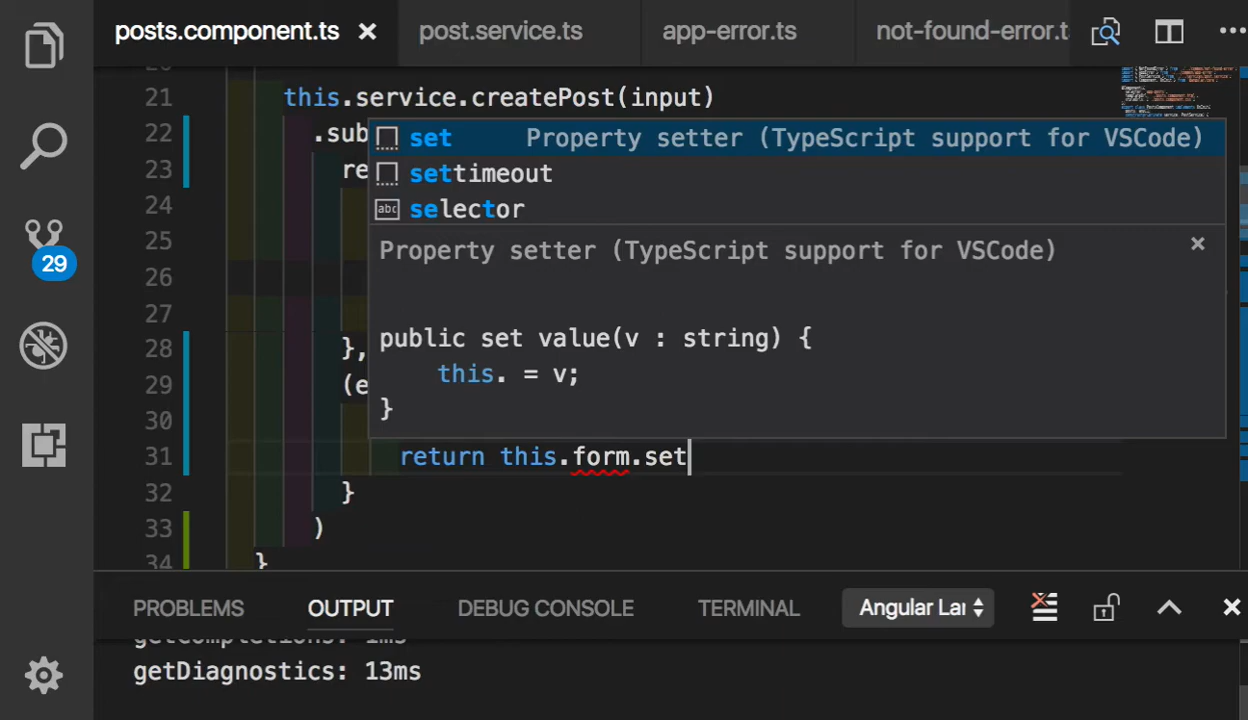 posts.component.ts × post.service.ts app-error.ts not-found-error.t
21 this.service.createPost(input)
22 .sub
23 re
24
25
26
27
28 },
29 (e
30
31 return this.form.set
32 }
33 )
34 }
set Property setter (TypeScript support for VSCode)
settimeout
selector
Property setter (TypeScript support for VSCode) ×
public set value(v : string) {
this. = v;
}
29
PROBLEMS OUTPUT DEBUG CONSOLE TERMINAL Angular Lar
getCompletions: 1ms
getDiagnostics: 13ms